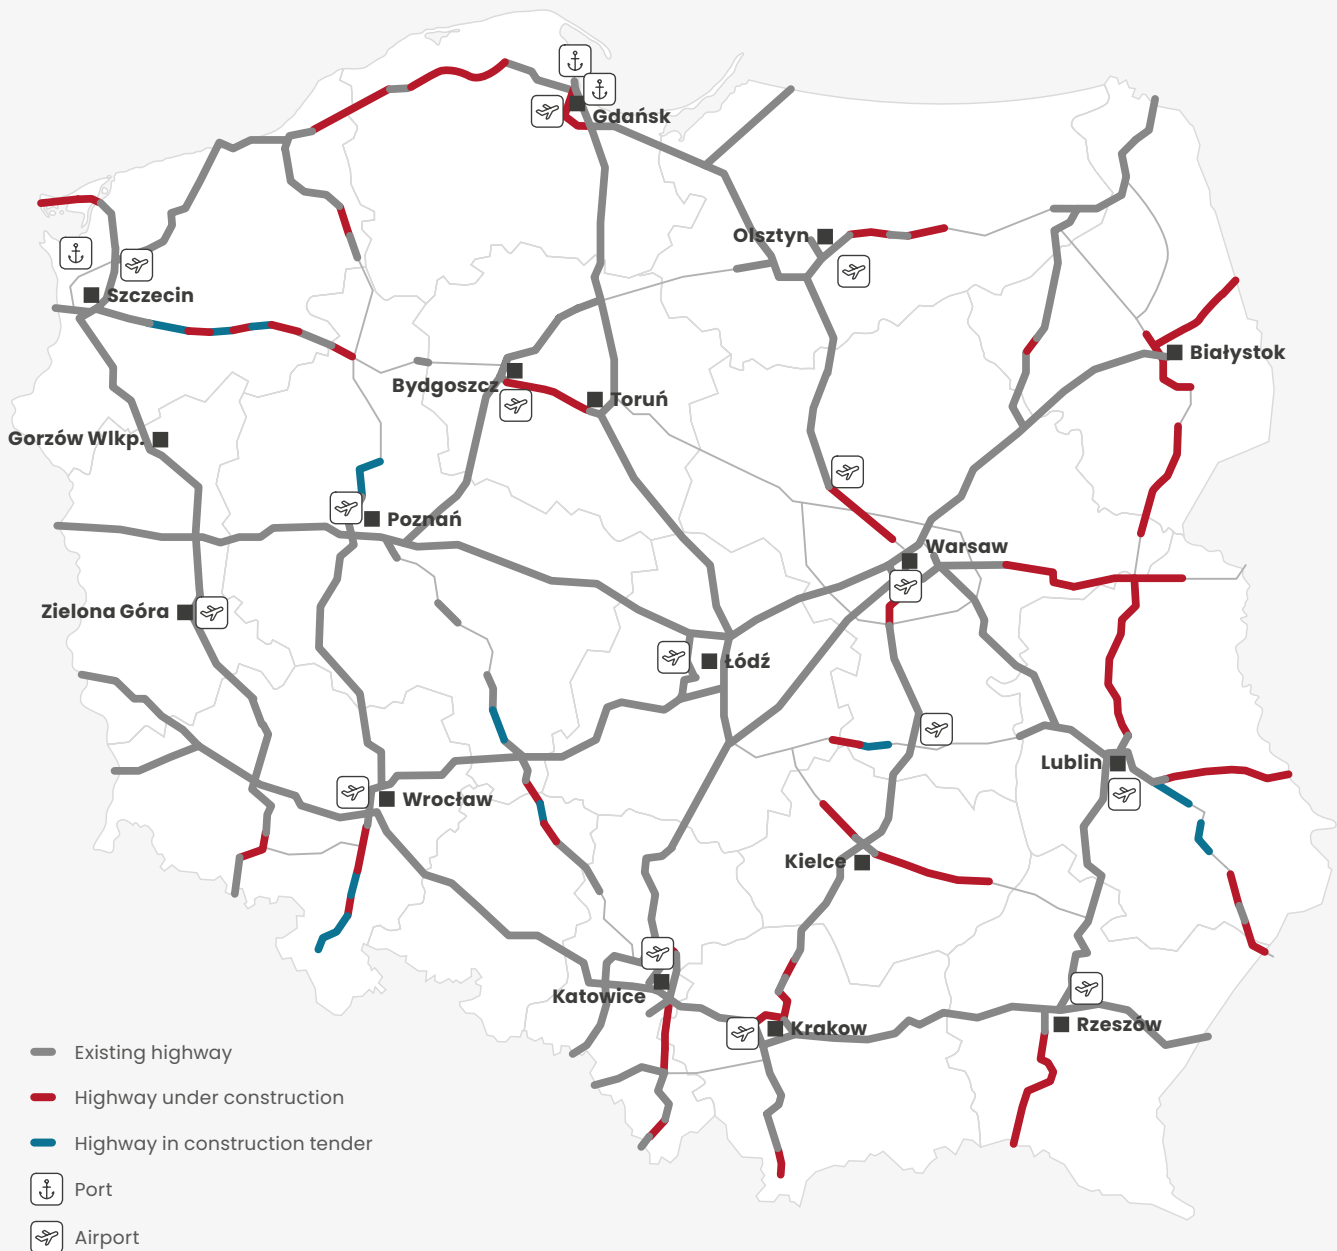 Gdańsk
Olsztyn
Szczecin
Białystok
Bydgoszcz
Toruń
Gorzów Wlkp.
Poznań
Warsaw
Zielona Góra
Łódź
Lublin
Wrocław
Kielce
Katowice
Krakow
Rzeszów
Existing highway
Highway under construction
Highway in construction tender
Port
Airport